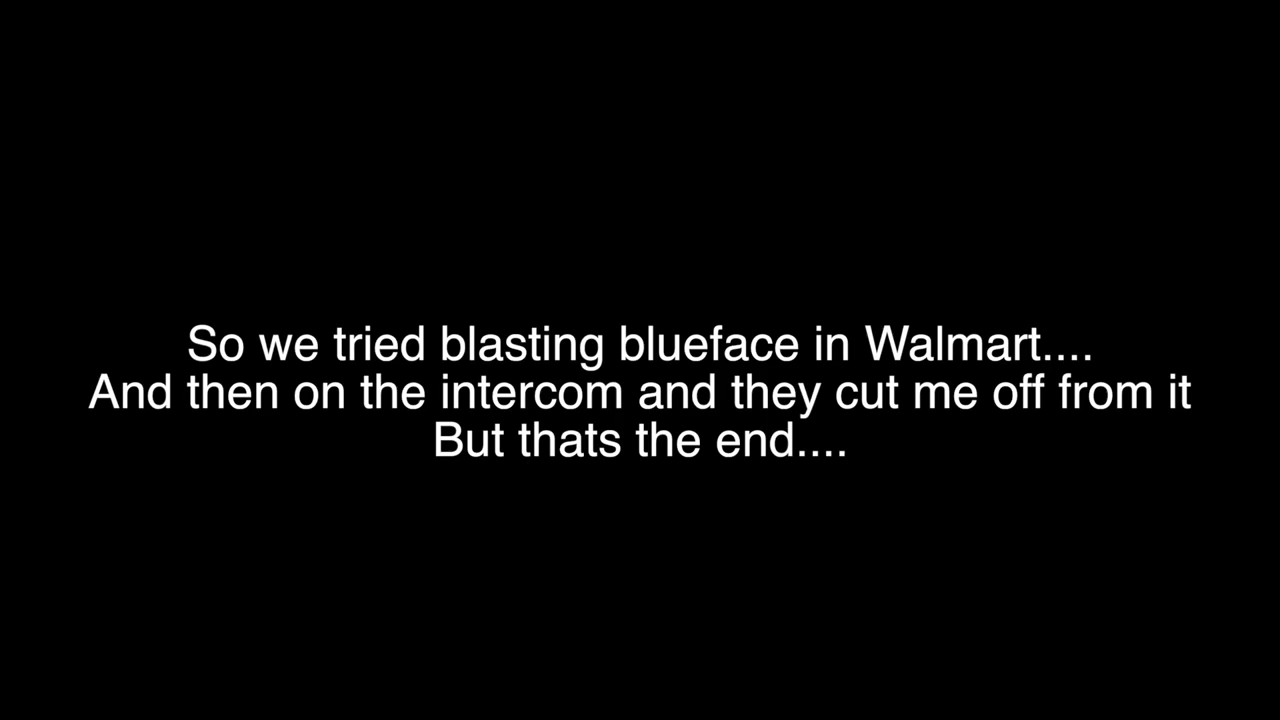 So we tried blasting blueface in Walmart....
And then on the intercom and they cut me off from it
But thats the end....